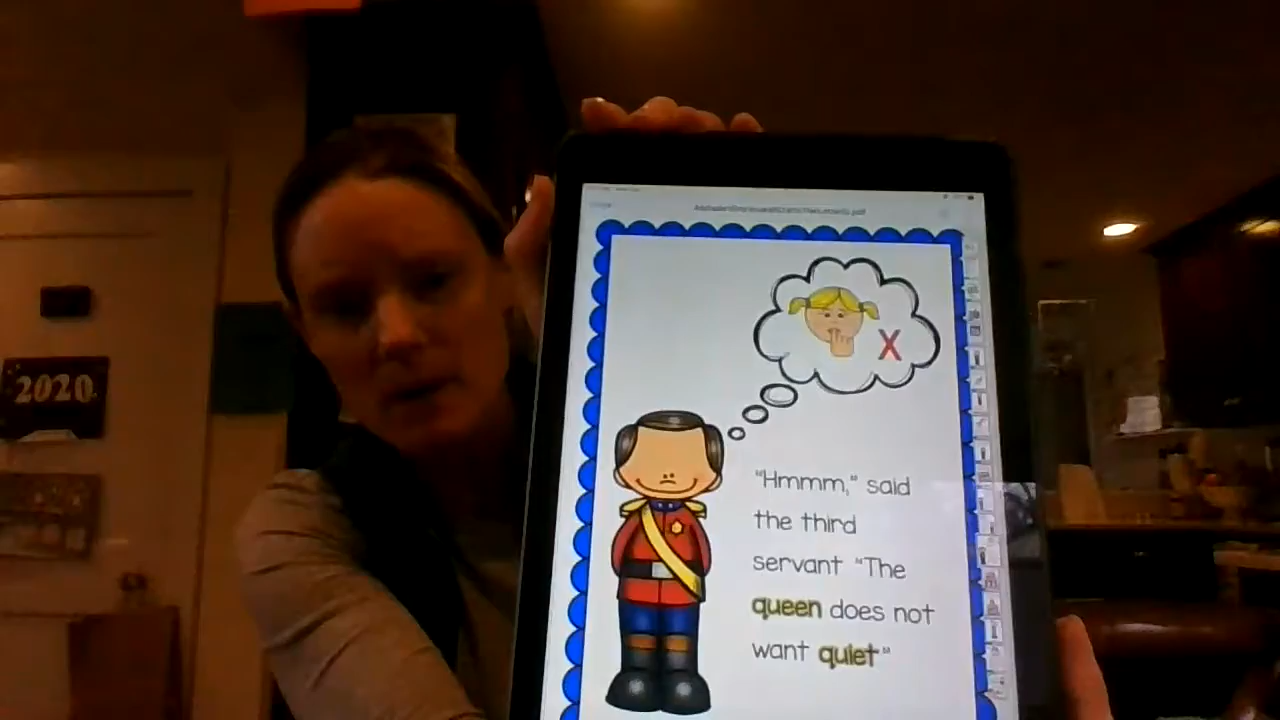 2020
X
"Hmmm," said
the third
servant "The
queen does not
want quiet"